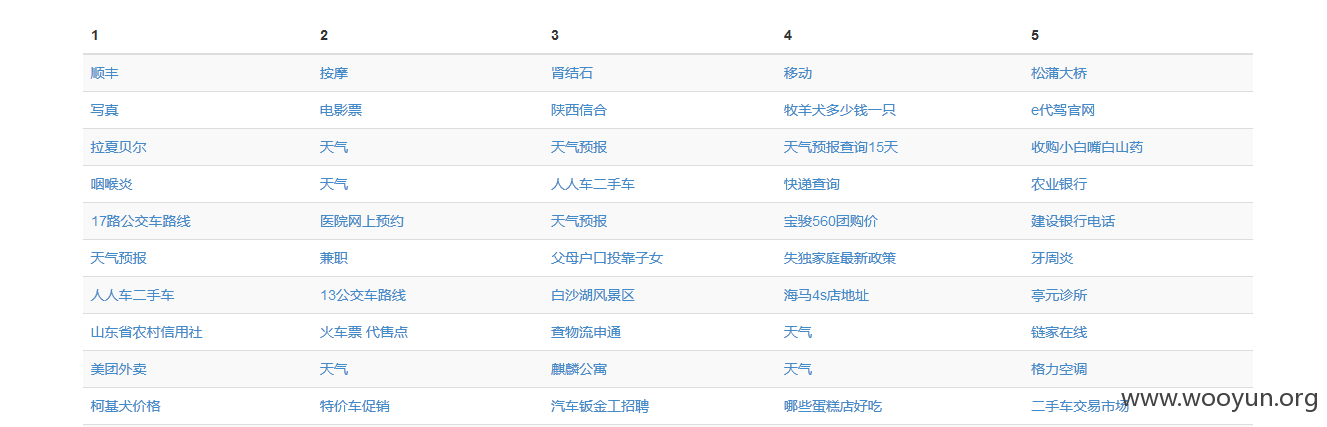 1 2 3 4 5
顺丰 按摩 肾结石 移动 松蒲大桥
写真 电影票 陕西信合 牧羊犬多少钱一只 e代驾官网
拉夏贝尔 天气 天气预报 天气预报查询15天 收购小白嘴白山药
咽喉炎 天气 人人车二手车 快递查询 农业银行
17路公交车路线 医院网上预约 天气预报 宝骏560团购价 建设银行电话
天气预报 兼职 父母户口投靠子女 失独家庭最新政策 牙周炎
人人车二手车 13公交车路线 白沙湖风景区 海马4s店地址 亭元诊所
山东省农村信用社 火车票 代售点 查物流申通 天气 链家在线
美团外卖 天气 麒麟公寓 天气 格力空调
柯基犬价格 特价车促销 汽车钣金工招聘 哪些蛋糕店好吃 二手车交易市场
www.wooyun.org